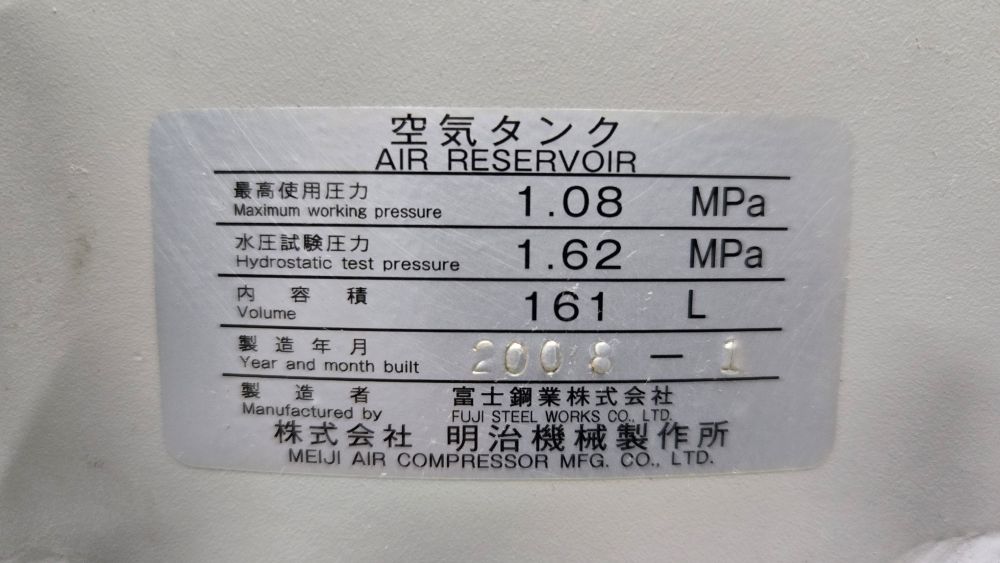 空気タンク
AIR RESERVOIR
最高使用圧力
Maximum working pressure
1.08 MPa
水圧試験圧力
Hydrostatic test pressure
1.62 MPa
内容積
Volume
161 L
製造年月
Year and month built
2008 - 1
製造者
Manufactured by
富士鋼業株式会社
FUJI STEEL WORKS CO., LTD.
株式会社 明治機械製作所
MEIJI AIR COMPRESSOR MFG. CO., LTD.